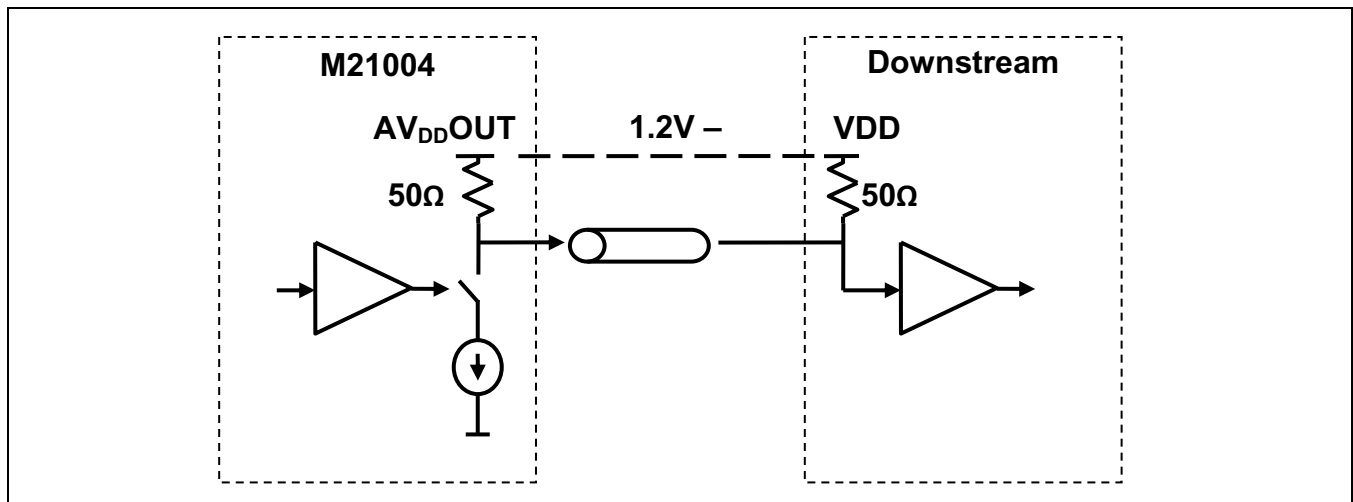 M21004
Downstream
AVDDOUT
1.2V –
VDD
50Ω
50Ω